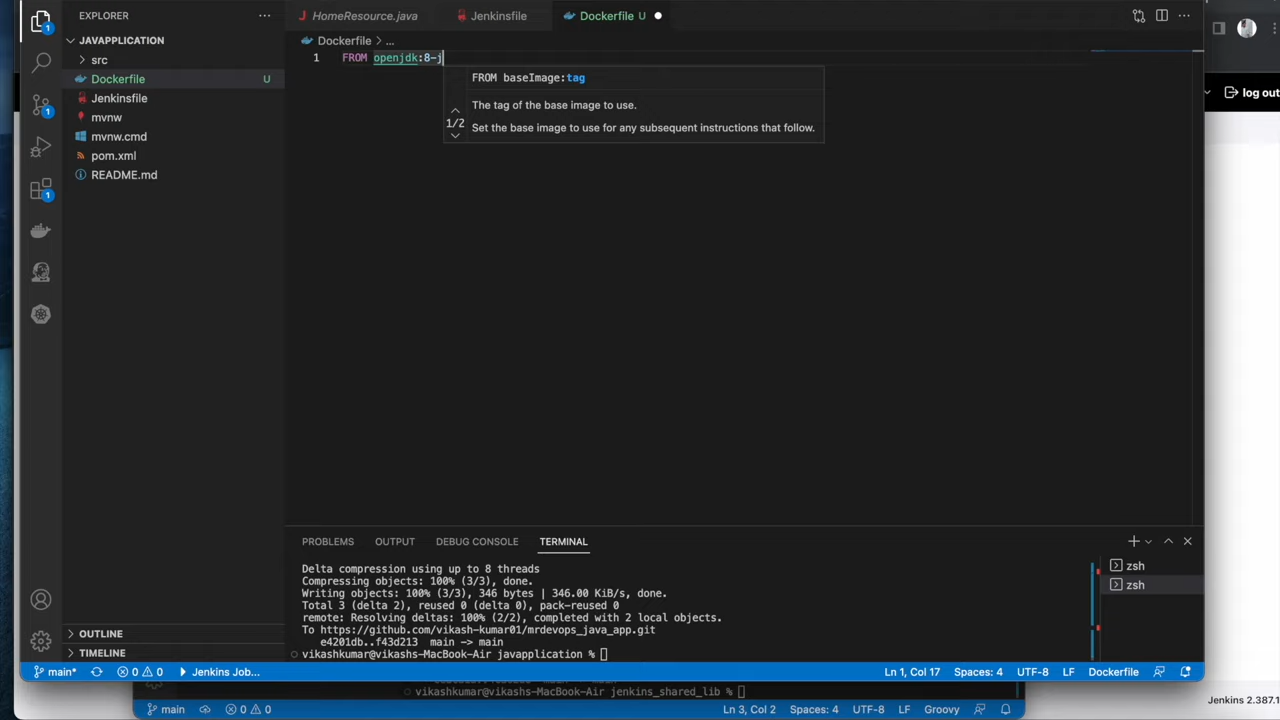 EXPLORER
HomeResource.java
Jenkinsfile
Dockerfile U
JAVAPPLICATION
src
Dockerfile U
Jenkinsfile
mvnw
mvnw.cmd
pom.xml
README.md
OUTLINE
TIMELINE
Dockerfile > ...
1 FROM openjdk:8-j
FROM baseImage:tag
The tag of the base image to use.
1/2
Set the base image to use for any subsequent instructions that follow.
log out
PROBLEMS OUTPUT DEBUG CONSOLE TERMINAL
Delta compression using up to 8 threads
Compressing objects: 100% (3/3), done.
Writing objects: 100% (3/3), 346 bytes | 346.00 KiB/s, done.
Total 3 (delta 2), reused 0 (delta 0), pack-reused 0
remote: Resolving deltas: 100% (2/2), completed with 2 local objects.
To https://github.com/vikash-kumar01/mrdevops_java_app.git
e4201db..f43d213 main -> main
vikashkumar@vikashs-MacBook-Air javapplication %
zsh
zsh
1
1
1
main* 0 0 Jenkins Job... Ln 1, Col 17 Spaces: 4 UTF-8 LF Dockerfile
vikashkumar@vikashs-MacBook-Air jenkins_shared_lib %
main 0 0 Ln 3, Col 2 Spaces: 4 UTF-8 LF Groovy
Jenkins 2.387.1